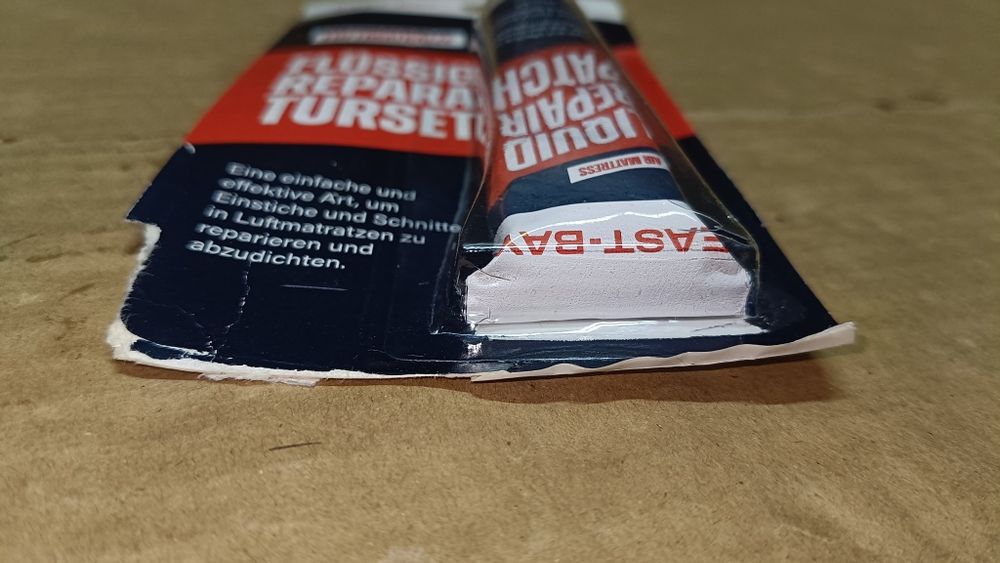 FLÜSSIG
REPARA
TURSET
Eine einfache und
effektive Art, um
Einstiche und Schnitte
in Luftmatratzen zu
reparieren und
abzudichten.
LIQUID
REPAIR
PATCH
AIR MATTRESS
EAST-BAY